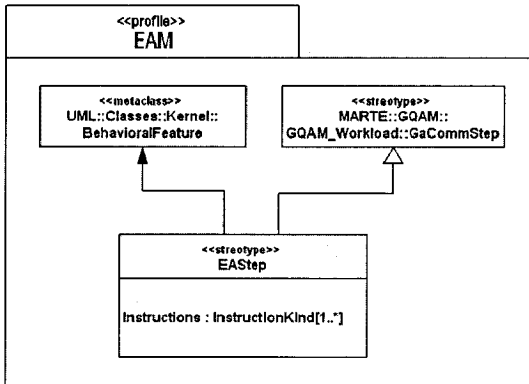 <<profile>>
EAM
<<metaclass>>
UML::Classes::Kernel::
BehavioralFeature
<<streotype>>
MARTE::GQAM::
GQAM_Workload::GaCommStep
<<streotype>>
EAStep
Instructions : InstructionKind[1..*]